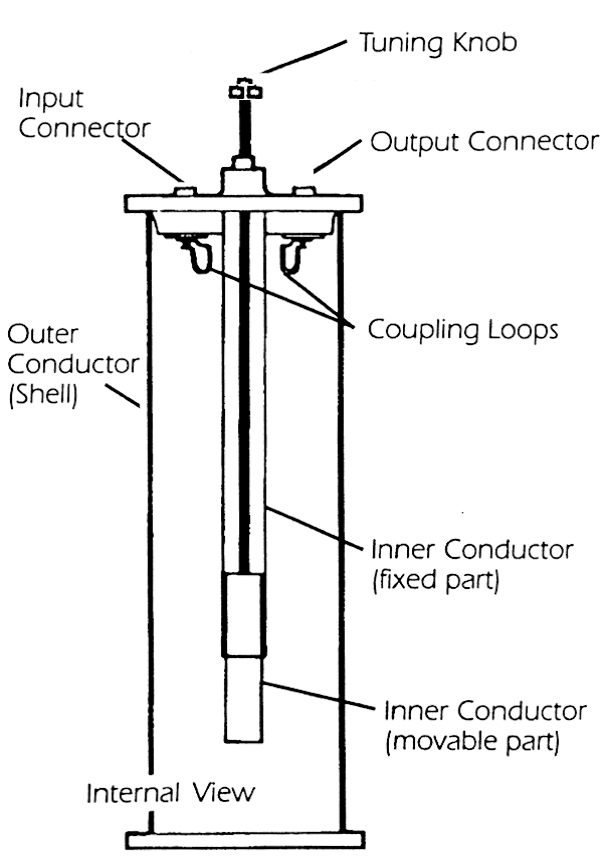 Tuning Knob
Input
Connector
Output Connector
Coupling Loops
Outer
Conductor
(Shell)
Inner Conductor
(fixed part)
Inner Conductor
(movable part)
Internal View